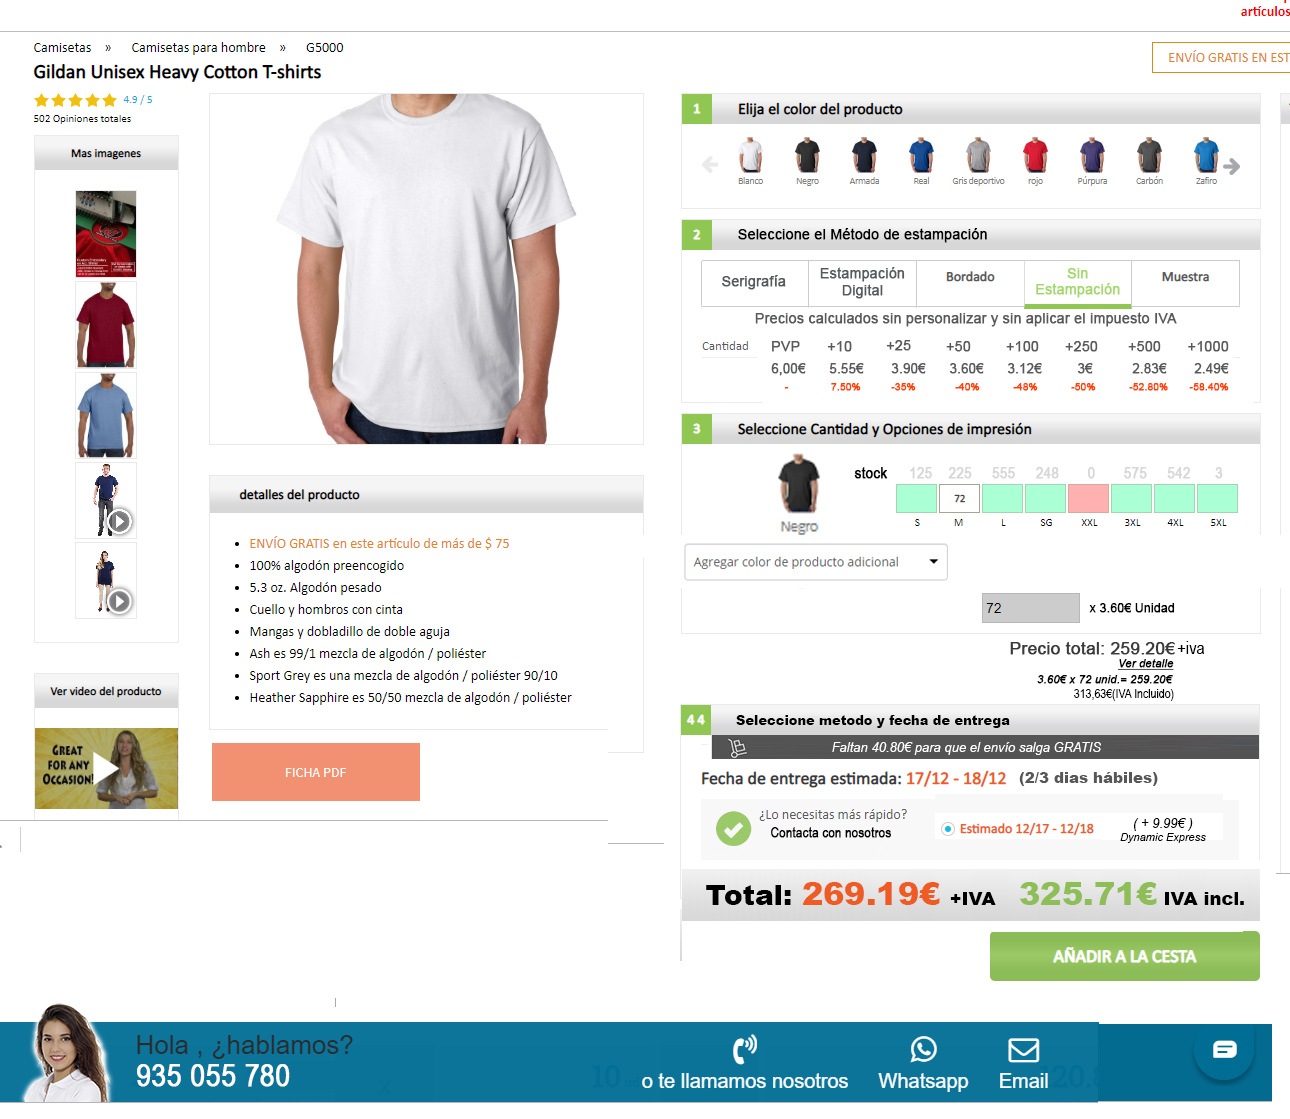 artículos
Camisetas » Camisetas para hombre » G5000
Gildan Unisex Heavy Cotton T-shirts
ENVÍO GRATIS EN EST
4.9 / 5
502 Opiniones totales
Mas imagenes
GREAT
FOR ANY
OCCASION!
Ver video del producto
detalles del producto
ENVÍO GRATIS en este artículo de más de $ 75
100% algodón preencogido
5.3 oz. Algodón pesado
Cuello y hombros con cinta
Mangas y dobladillo de doble aguja
Ash es 99/1 mezcla de algodón / poliéster
Sport Grey es una mezcla de algodón / poliéster 90/10
Heather Sapphire es 50/50 mezcla de algodón / poliéster
FICHA PDF
1 Elija el color del producto
Blanco Negro Armada Real Gris deportivo rojo Púrpura Carbón Zafiro
2 Seleccione el Método de estampación
Serigrafía Estampación Digital Bordado Sin Estampación Muestra
Precios calculados sin personalizar y sin aplicar el impuesto IVA
Cantidad PVP +10 +25 +50 +100 +250 +500 +1000
6,00€ 5.55€ 3.90€ 3.60€ 3.12€ 3€ 2.83€ 2.49€
- 7.50% -35% -40% -48% -50% -52.80% -58.40%
3 Seleccione Cantidad y Opciones de impresión
stock 125 225 555 248 0 575 542 3
72
Negro S M L SG XXL 3XL 4XL 5XL
Agregar color de producto adicional
72 x 3.60€ Unidad
Precio total: 259.20€+iva
Ver detalle
3.60€ x 72 unid.= 259.20€
313,63€(IVA Incluido)
44 Seleccione metodo y fecha de entrega
Faltan 40.80€ para que el envío salga GRATIS
Fecha de entrega estimada: 17/12 - 18/12 (2/3 dias hábiles)
¿Lo necesitas más rápido?
Contacta con nosotros
Estimado 12/17 - 12/18
( + 9.99€ )
Dynamic Express
Total: 269.19€ +IVA 325.71€ IVA incl.
AÑADIR A LA CESTA
Hola , ¿hablamos?
935 055 780
o te llamamos nosotros Whatsapp Email